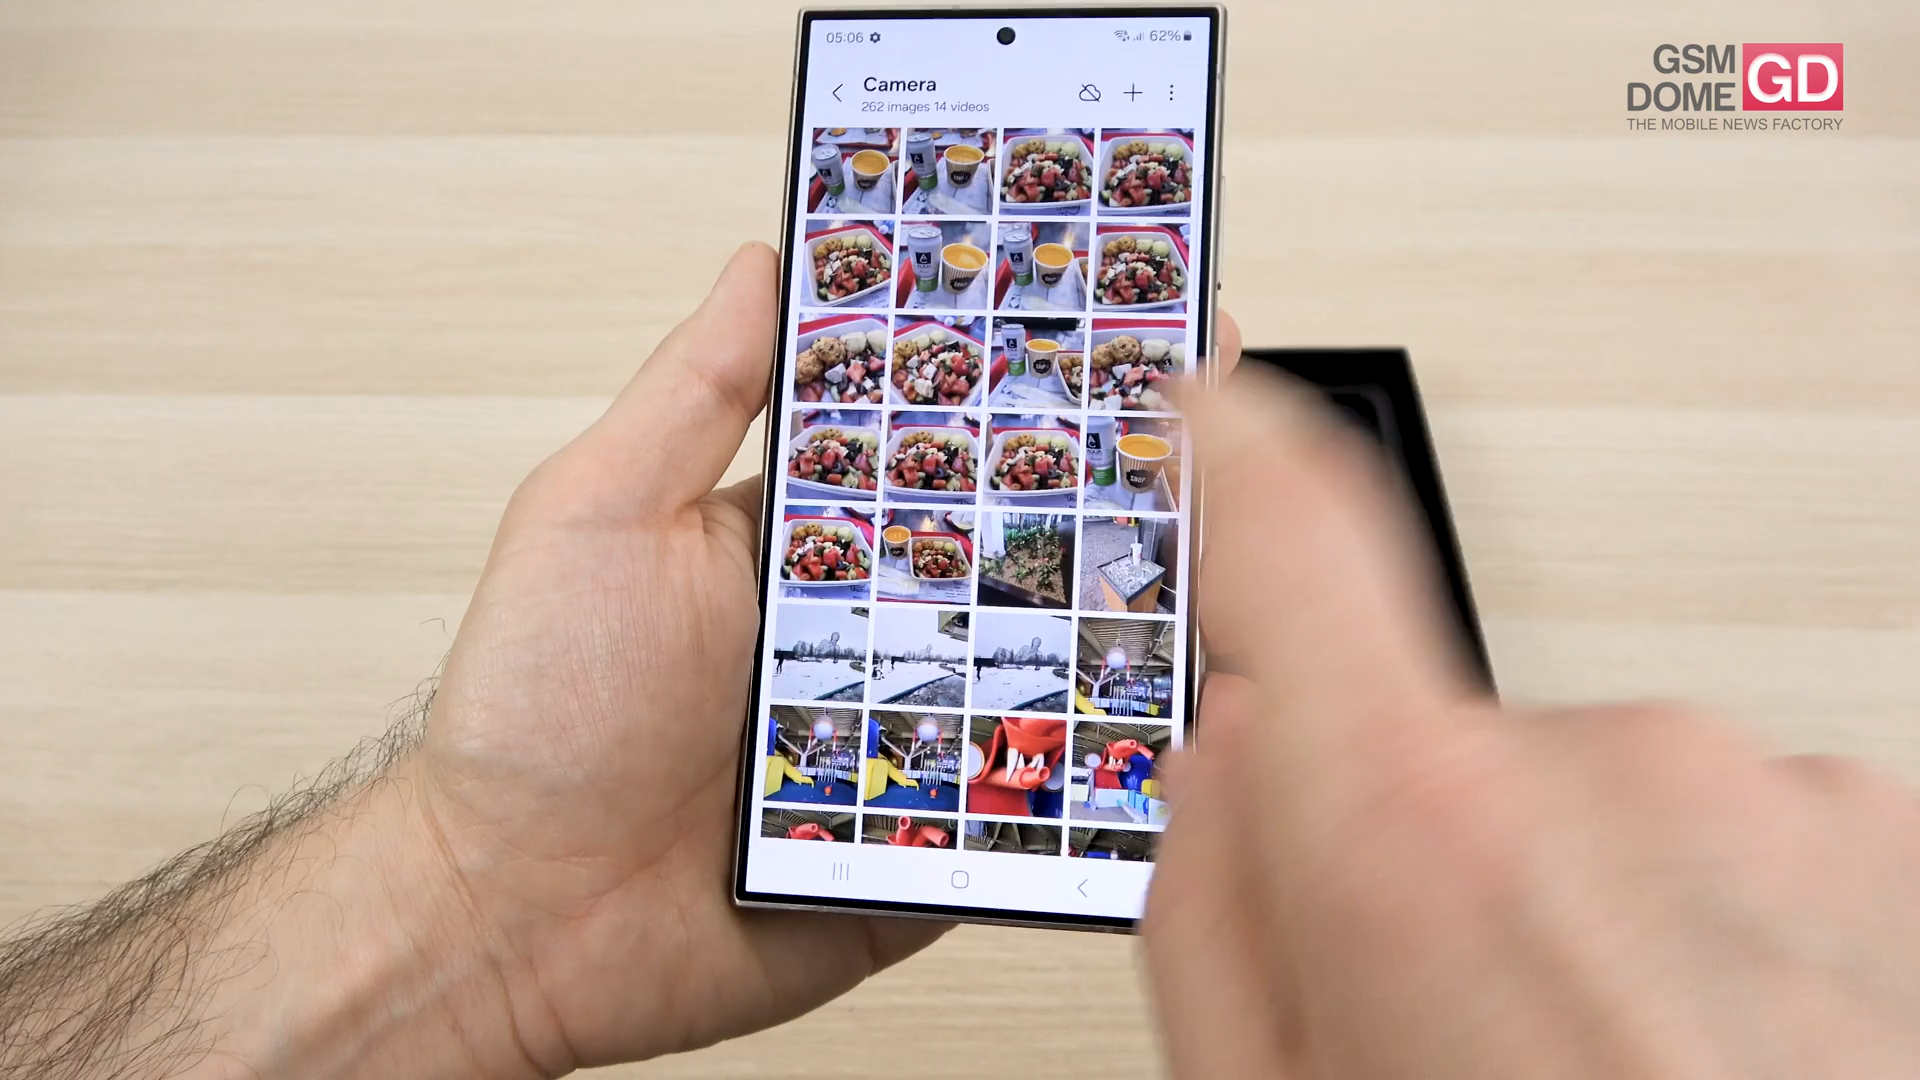 05:06
62%
Camera
262 images 14 videos
GSM
DOME
GD
THE MOBILE NEWS FACTORY